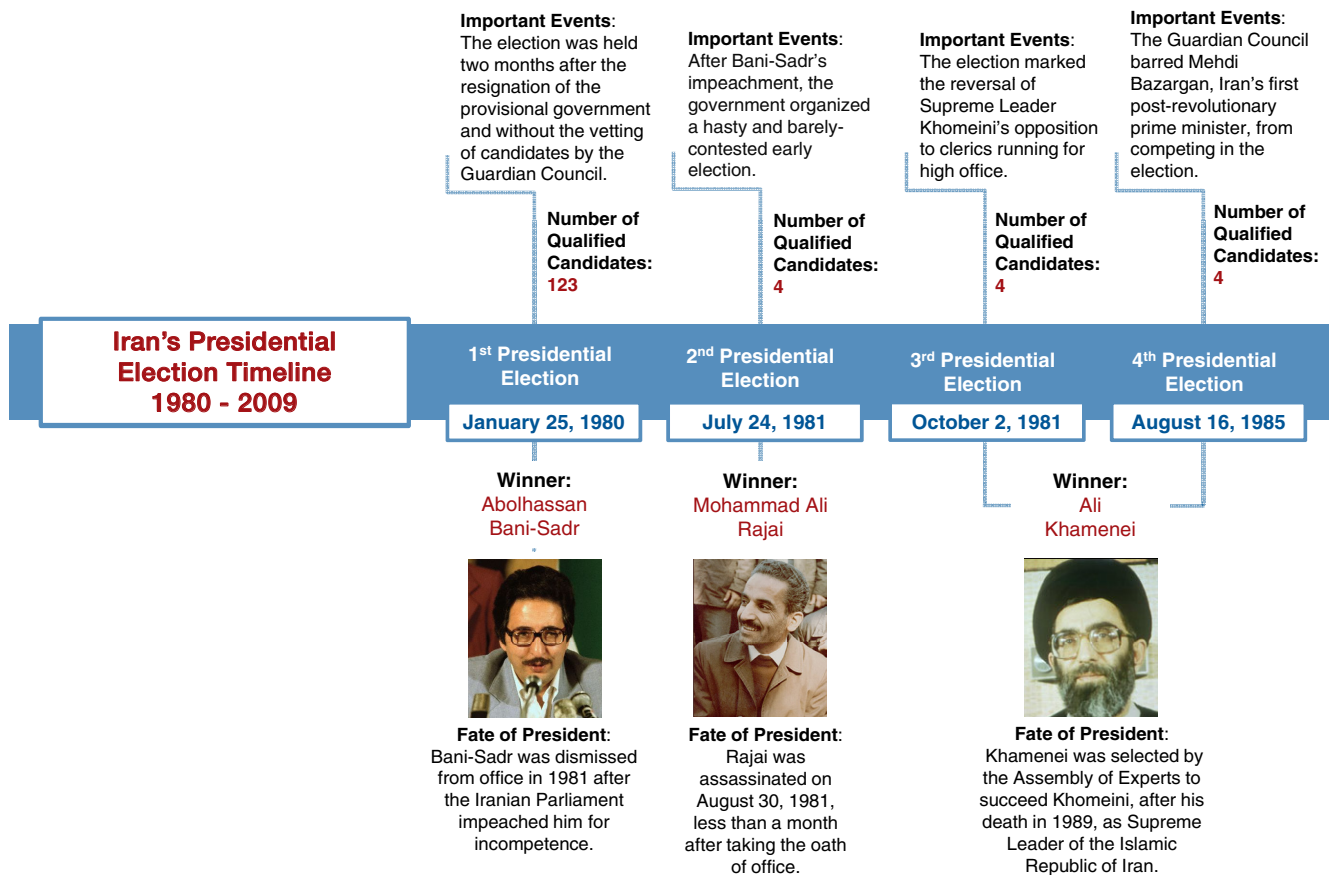 Important Events:
The election was held
two months after the
resignation of the
provisional government
and without the vetting
of candidates by the
Guardian Council.
Number of
Qualified
Candidates:
123
Important Events:
After Bani-Sadr's
impeachment, the
government organized
a hasty and barely-
contested early
election.
Number of
Qualified
Candidates:
4
Important Events:
The election marked
the reversal of
Supreme Leader
Khomeini's opposition
to clerics running for
high office.
Number of
Qualified
Candidates:
4
Important Events:
The Guardian Council
barred Mehdi
Bazargan, Iran's first
post-revolutionary
prime minister, from
competing in the
election.
Number of
Qualified
Candidates:
4
Iran's Presidential
Election Timeline
1980 - 2009
1st Presidential
Election
January 25, 1980
2nd Presidential
Election
July 24, 1981
3rd Presidential
Election
October 2, 1981
4th Presidential
Election
August 16, 1985
Winner:
Abolhassan
Bani-Sadr
Fate of President:
Bani-Sadr was dismissed
from office in 1981 after
the Iranian Parliament
impeached him for
incompetence.
Winner:
Mohammad Ali
Rajai
Fate of President:
Rajai was
assassinated on
August 30, 1981,
less than a month
after taking the oath
of office.
Winner:
Ali
Khamenei
Fate of President:
Khamenei was selected by
the Assembly of Experts to
succeed Khomeini, after his
death in 1989, as Supreme
Leader of the Islamic
Republic of Iran.